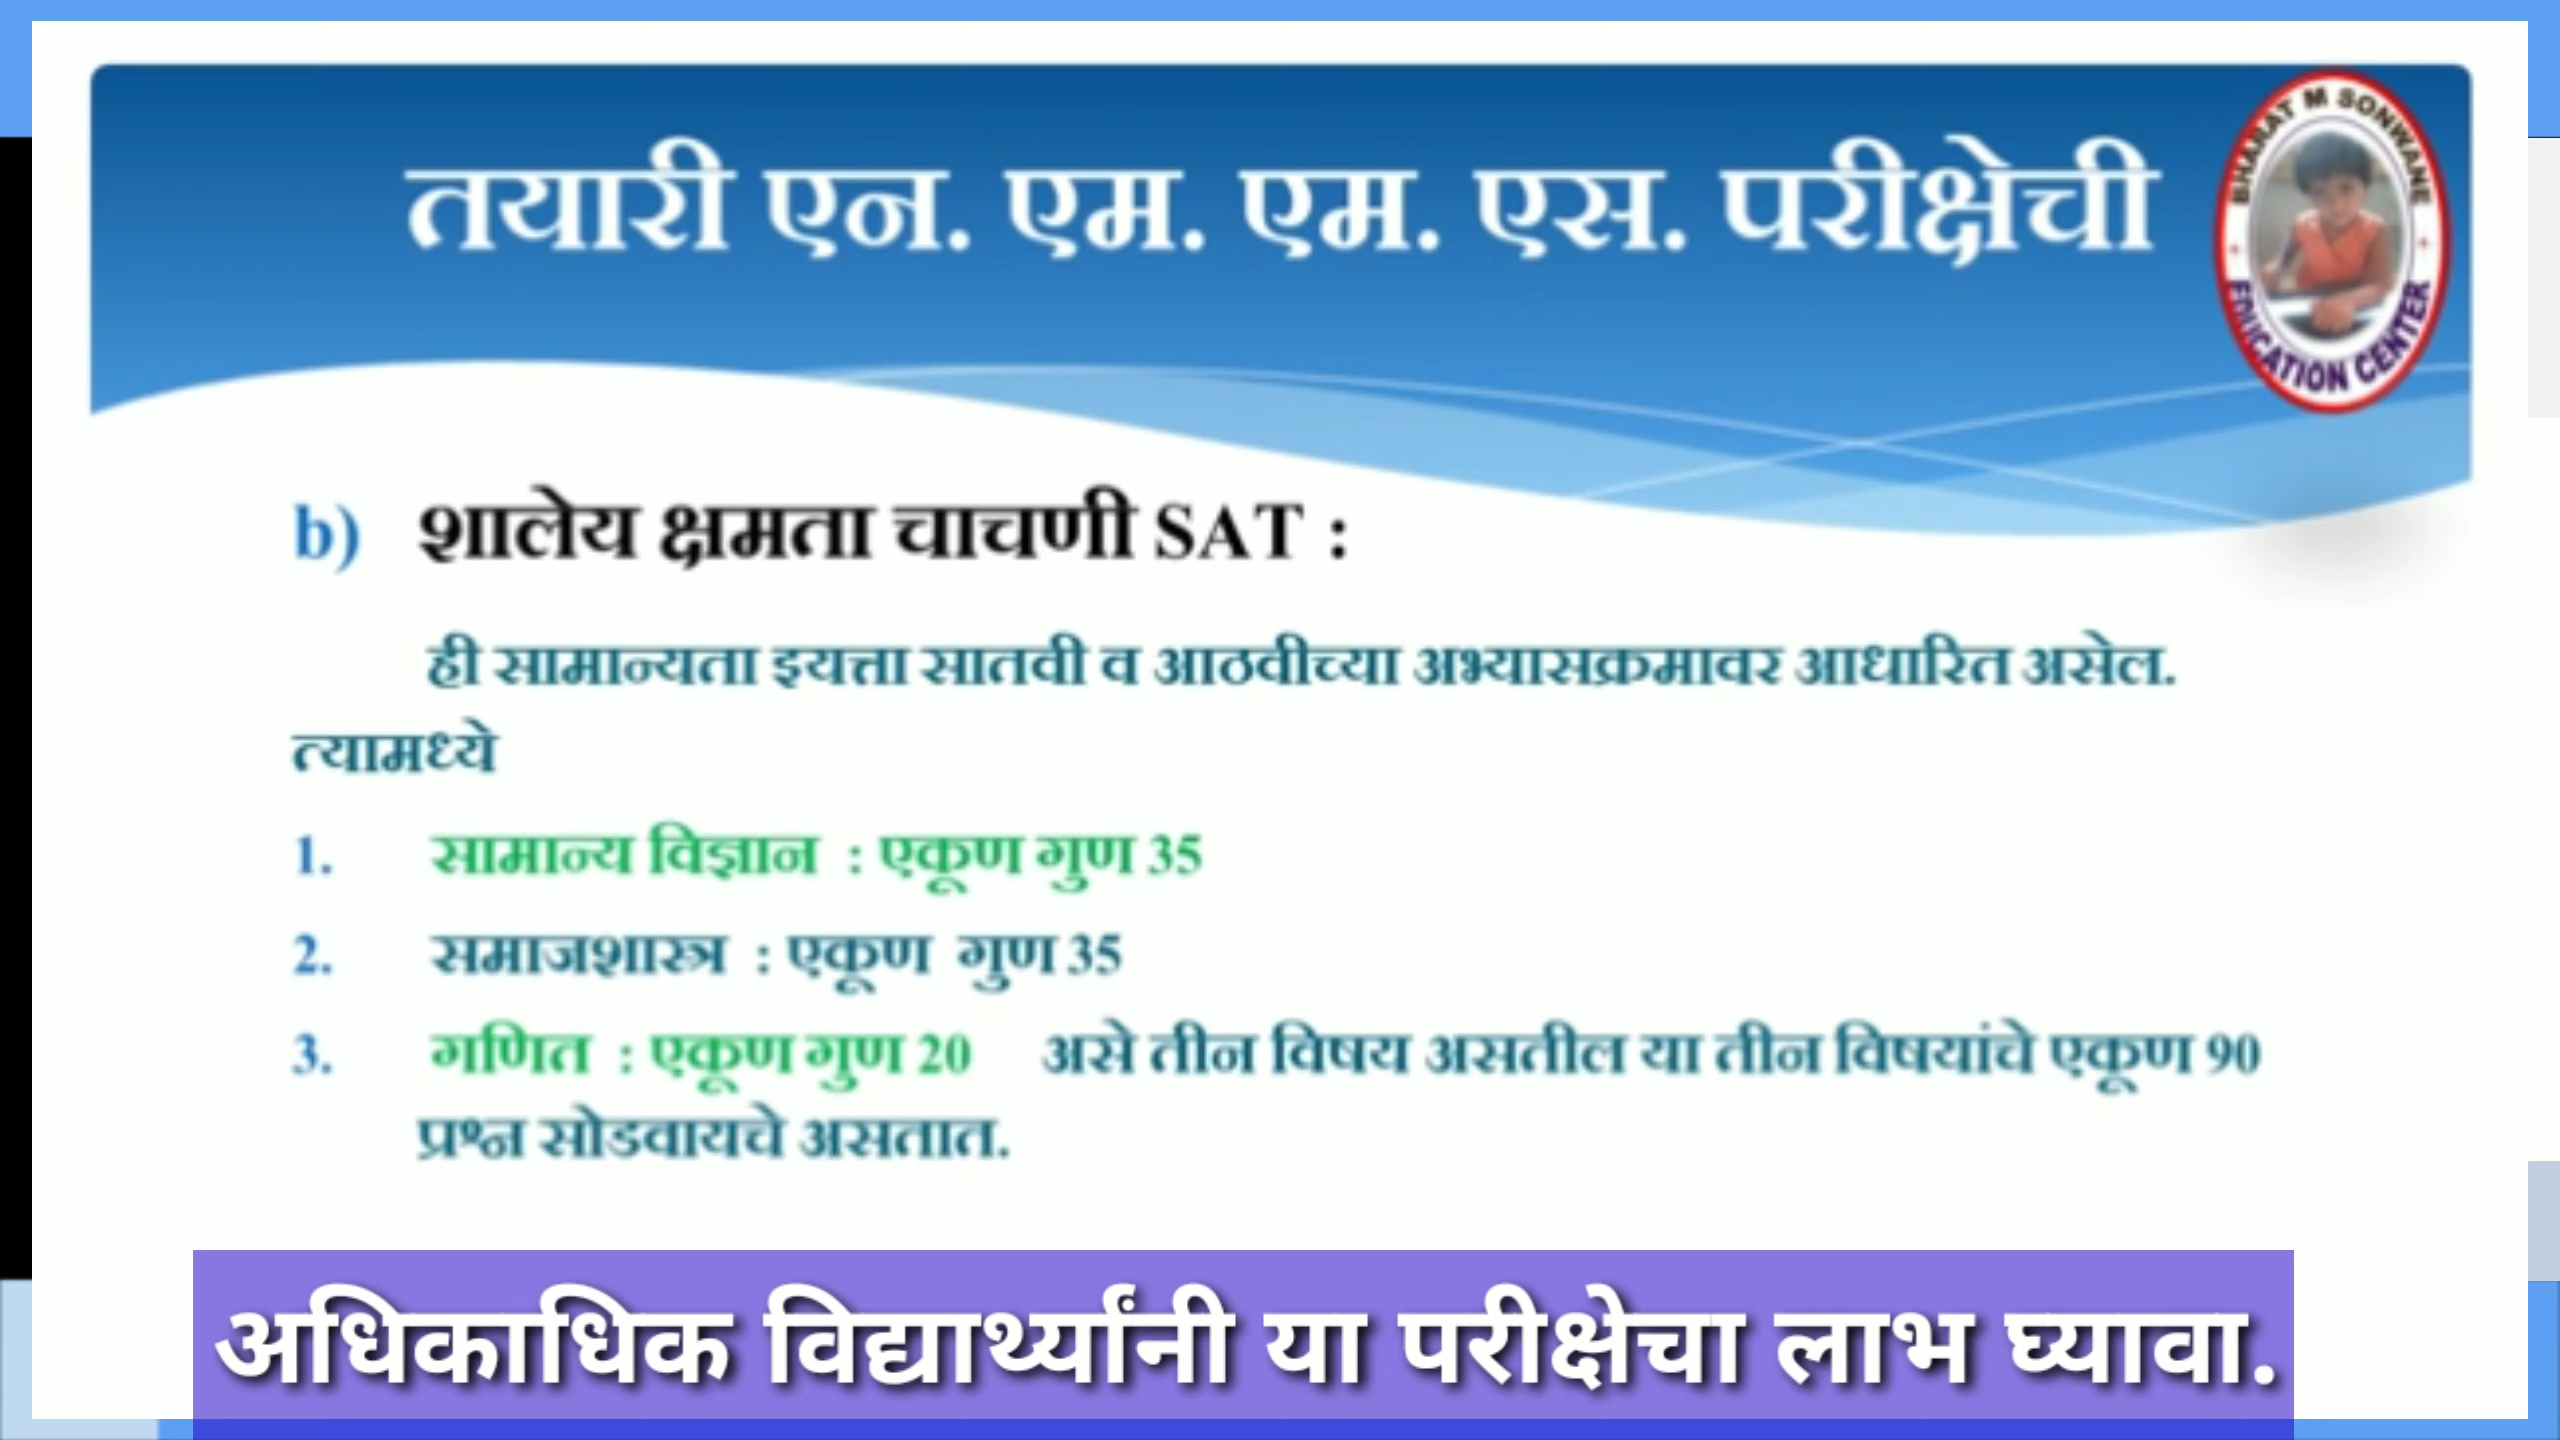 तयारी एन. एम. एम. एस. परीक्षेची
BHARAT M SONWANE
EDUCATION CENTER
b) शालेय क्षमता चाचणी SAT :
ही सामान्यता इयत्ता सातवी व आठवीच्या अभ्यासक्रमावर आधारित असेल.
त्यामध्ये
1. सामान्य विज्ञान : एकूण गुण 35
2. समाजशास्त्र : एकूण गुण 35
3. गणित : एकूण गुण 20 असे तीन विषय असतील या तीन विषयांचे एकूण 90
प्रश्न सोडवायचे असतात.
अधिकाधिक विद्यार्थ्यांनी या परीक्षेचा लाभ घ्यावा.